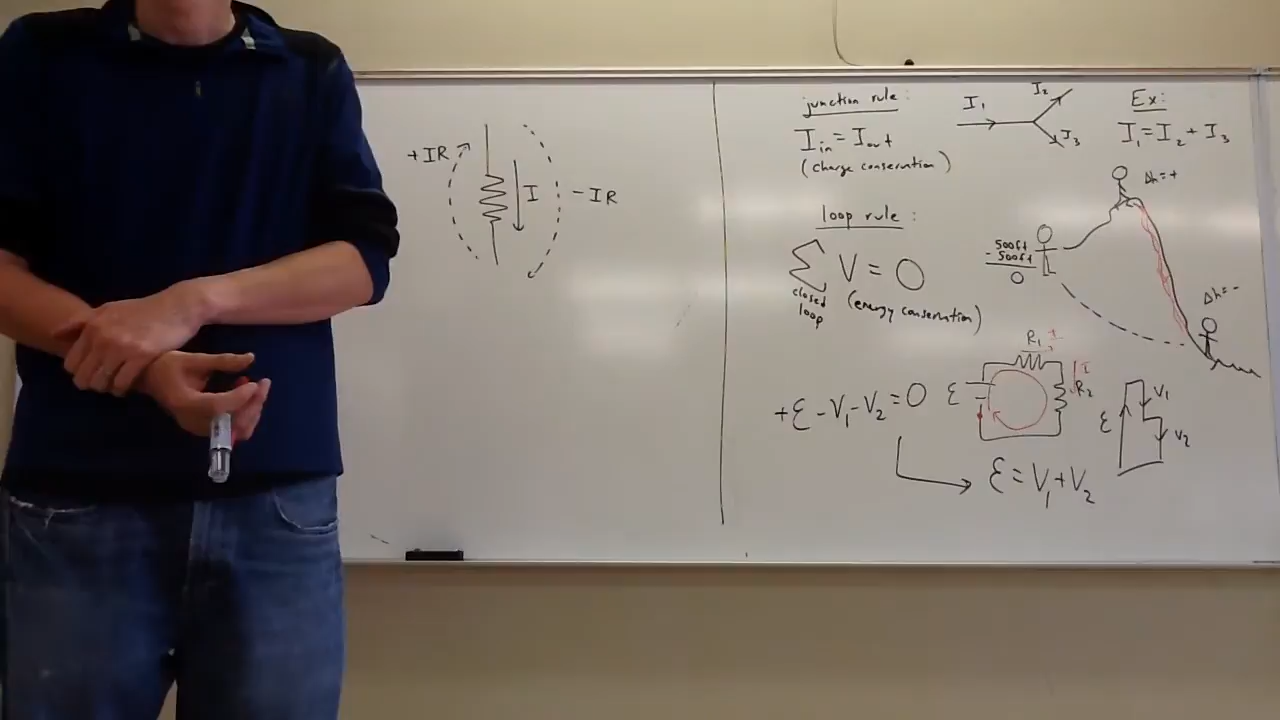 +IR
I
-IR
junction rule:
I_in = I_out
(charge conservation)
I₁
I₂
I₃
Ex:
I₁=I₂+I₃
Δh=+
loop rule:
Σ V = 0
closed
loop
(energy conservation)
500ft
-500ft
0
Δh=-
+ε-V₁-V₂=0
ε
R₁
I
I
R₂
ε
V₁
V₂
ε=V₁+V₂